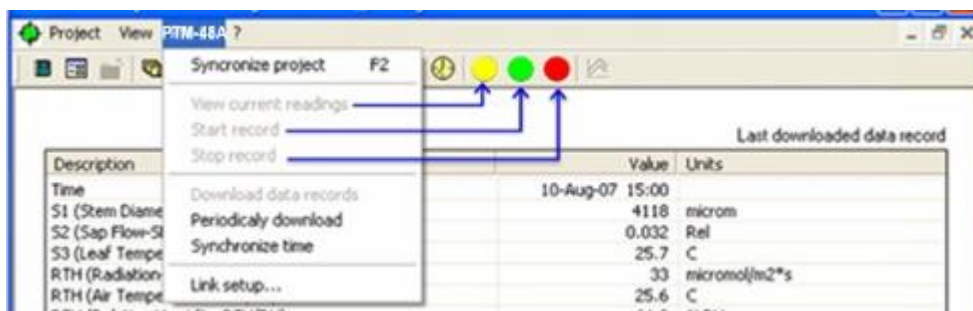 Project View PTM-48A ?
Syncronize project F2
View current readings
Start record
Stop record
Download data records
Periodicaly download
Synchronize time
Link setup...
Last downloaded data record
Description Value Units
Time 10-Aug-07 15:00
S1 (Stem Diame 4118 microm
S2 (Sap Flow-S 0.032 Rel
S3 (Leaf Tempe 25.7 C
RTH (Radiation- 33 micromol/m2*s
RTH (Air Tempe 25.6 C